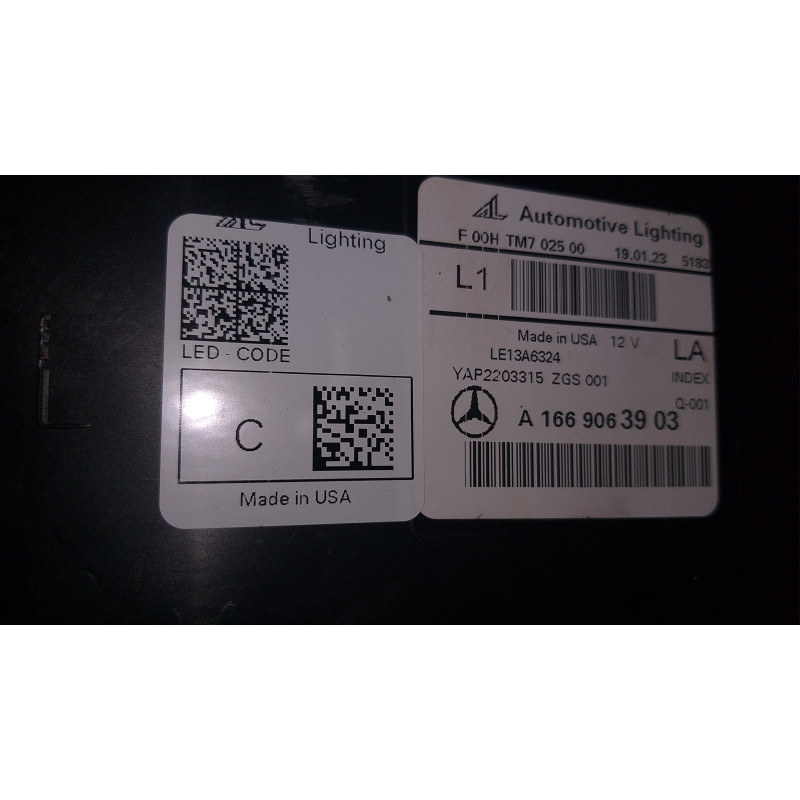 Lighting
LED - CODE
C
Made in USA
Automotive Lighting
F 00H TM7 025 00 19.01.23 5183
L1
Made in USA 12 V LA
LE13A6324
YAP2203315 ZGS 001 INDEX
Q-001
A 166 906 39 03